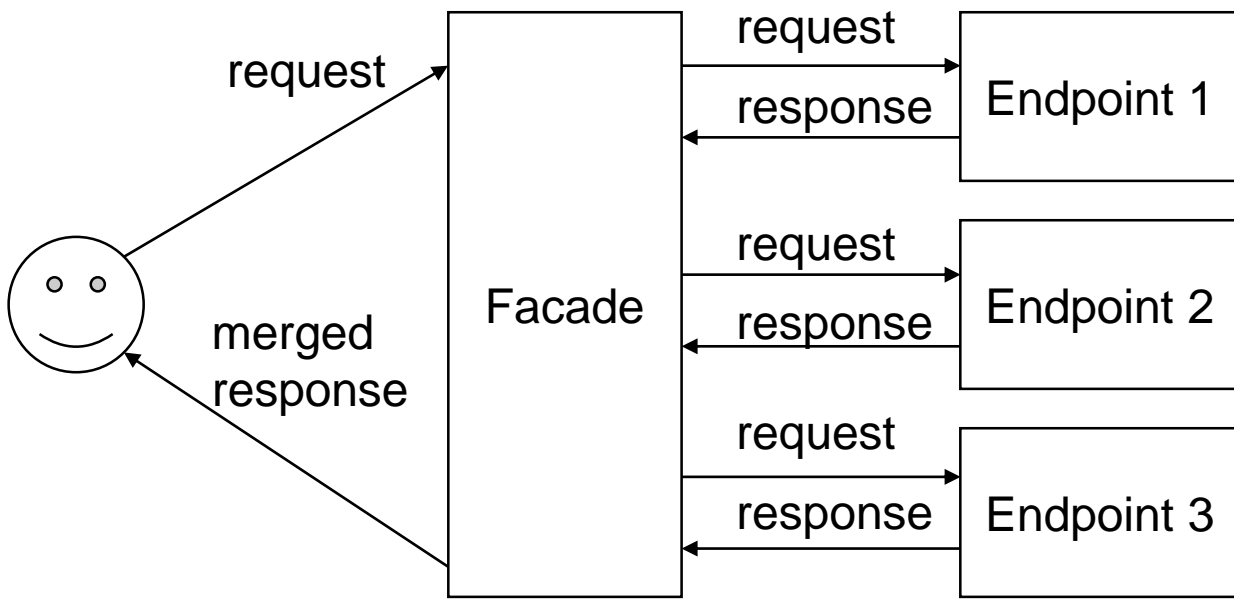 request
request
response
Endpoint 1
request
response
Endpoint 2
Facade
merged
response
request
response
Endpoint 3